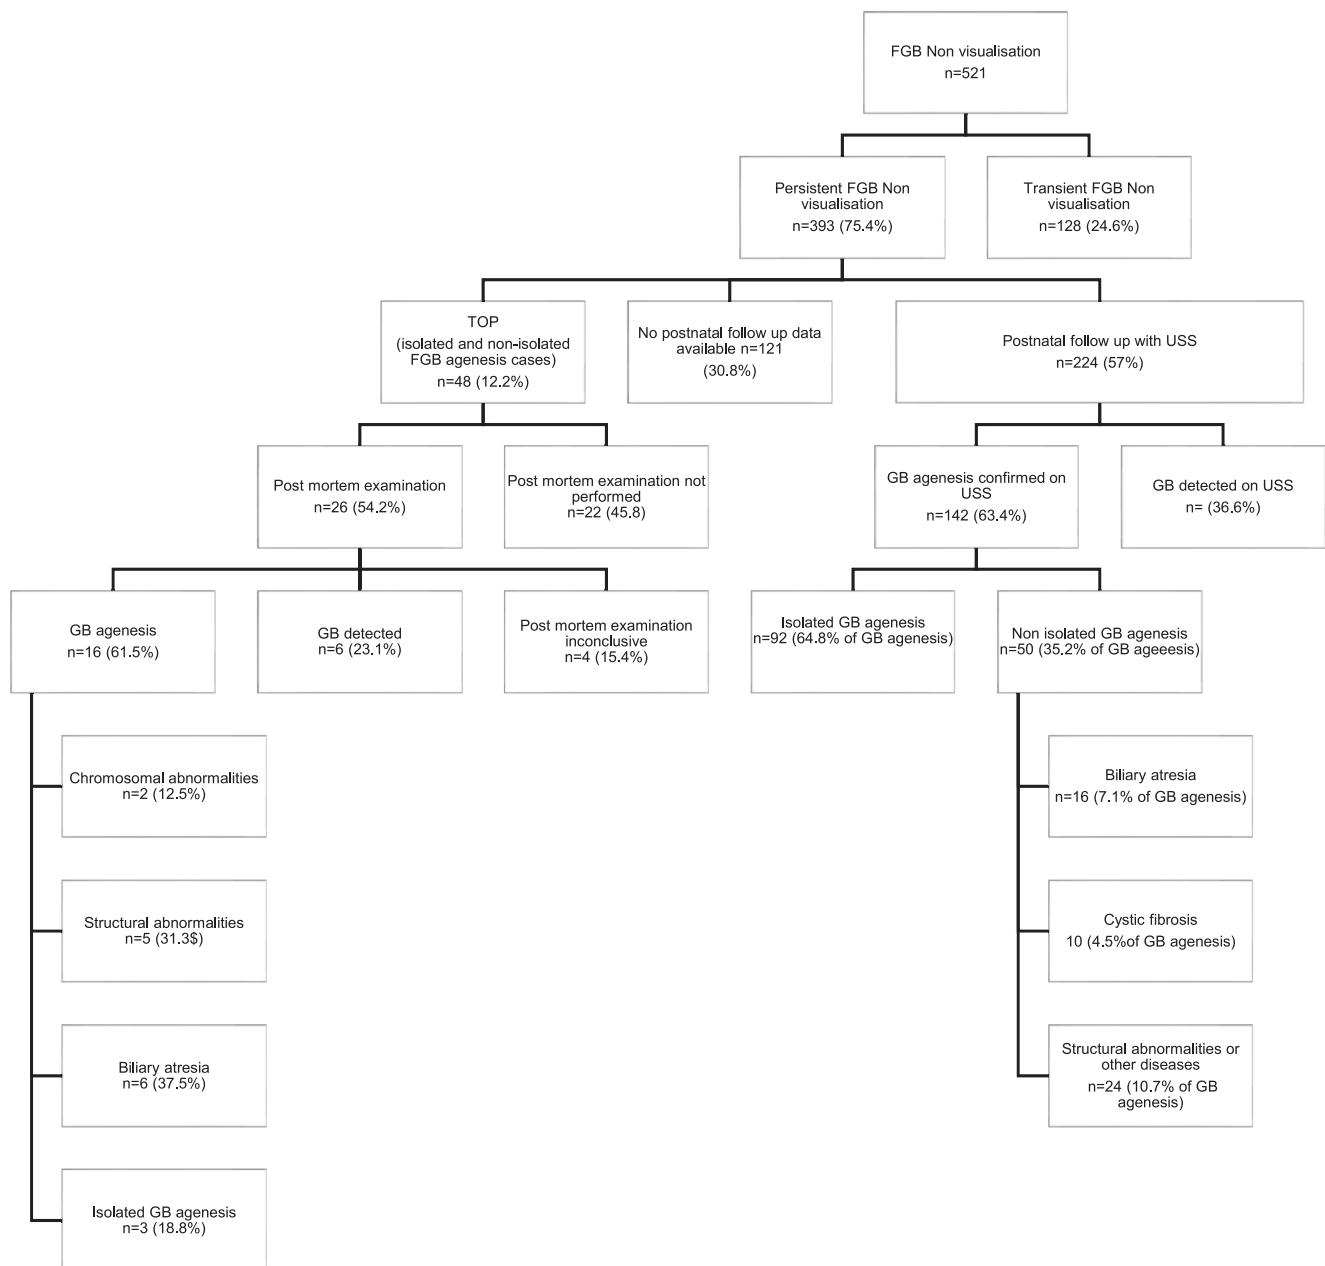 FGB Non visualisation
n=521
Persistent FGB Non
visualisation
n=393 (75.4%)
Transient FGB Non
visualisation
n=128 (24.6%)
TOP
(isolated and non-isolated
FGB agenesis cases)
n=48 (12.2%)
No postnatal follow up data
available n=121
(30.8%)
Postnatal follow up with USS
n=224 (57%)
Post mortem examination
n=26 (54.2%)
Post mortem examination not
performed
n=22 (45.8)
GB agenesis confirmed on
USS
n=142 (63.4%)
GB detected on USS
n= (36.6%)
GB agenesis
n=16 (61.5%)
GB detected
n=6 (23.1%)
Post mortem examination
inconclusive
n=4 (15.4%)
Isolated GB agenesis
n=92 (64.8% of GB agenesis)
Non isolated GB agenesis
n=50 (35.2% of GB ageeesis)
Chromosomal abnormalities
n=2 (12.5%)
Structural abnormalities
n=5 (31.3$)
Biliary atresia
n=6 (37.5%)
Isolated GB agenesis
n=3 (18.8%)
Biliary atresia
n=16 (7.1% of GB agenesis)
Cystic fibrosis
10 (4.5%of GB agenesis)
Structural abnormalities or
other diseases
n=24 (10.7% of GB
agenesis)